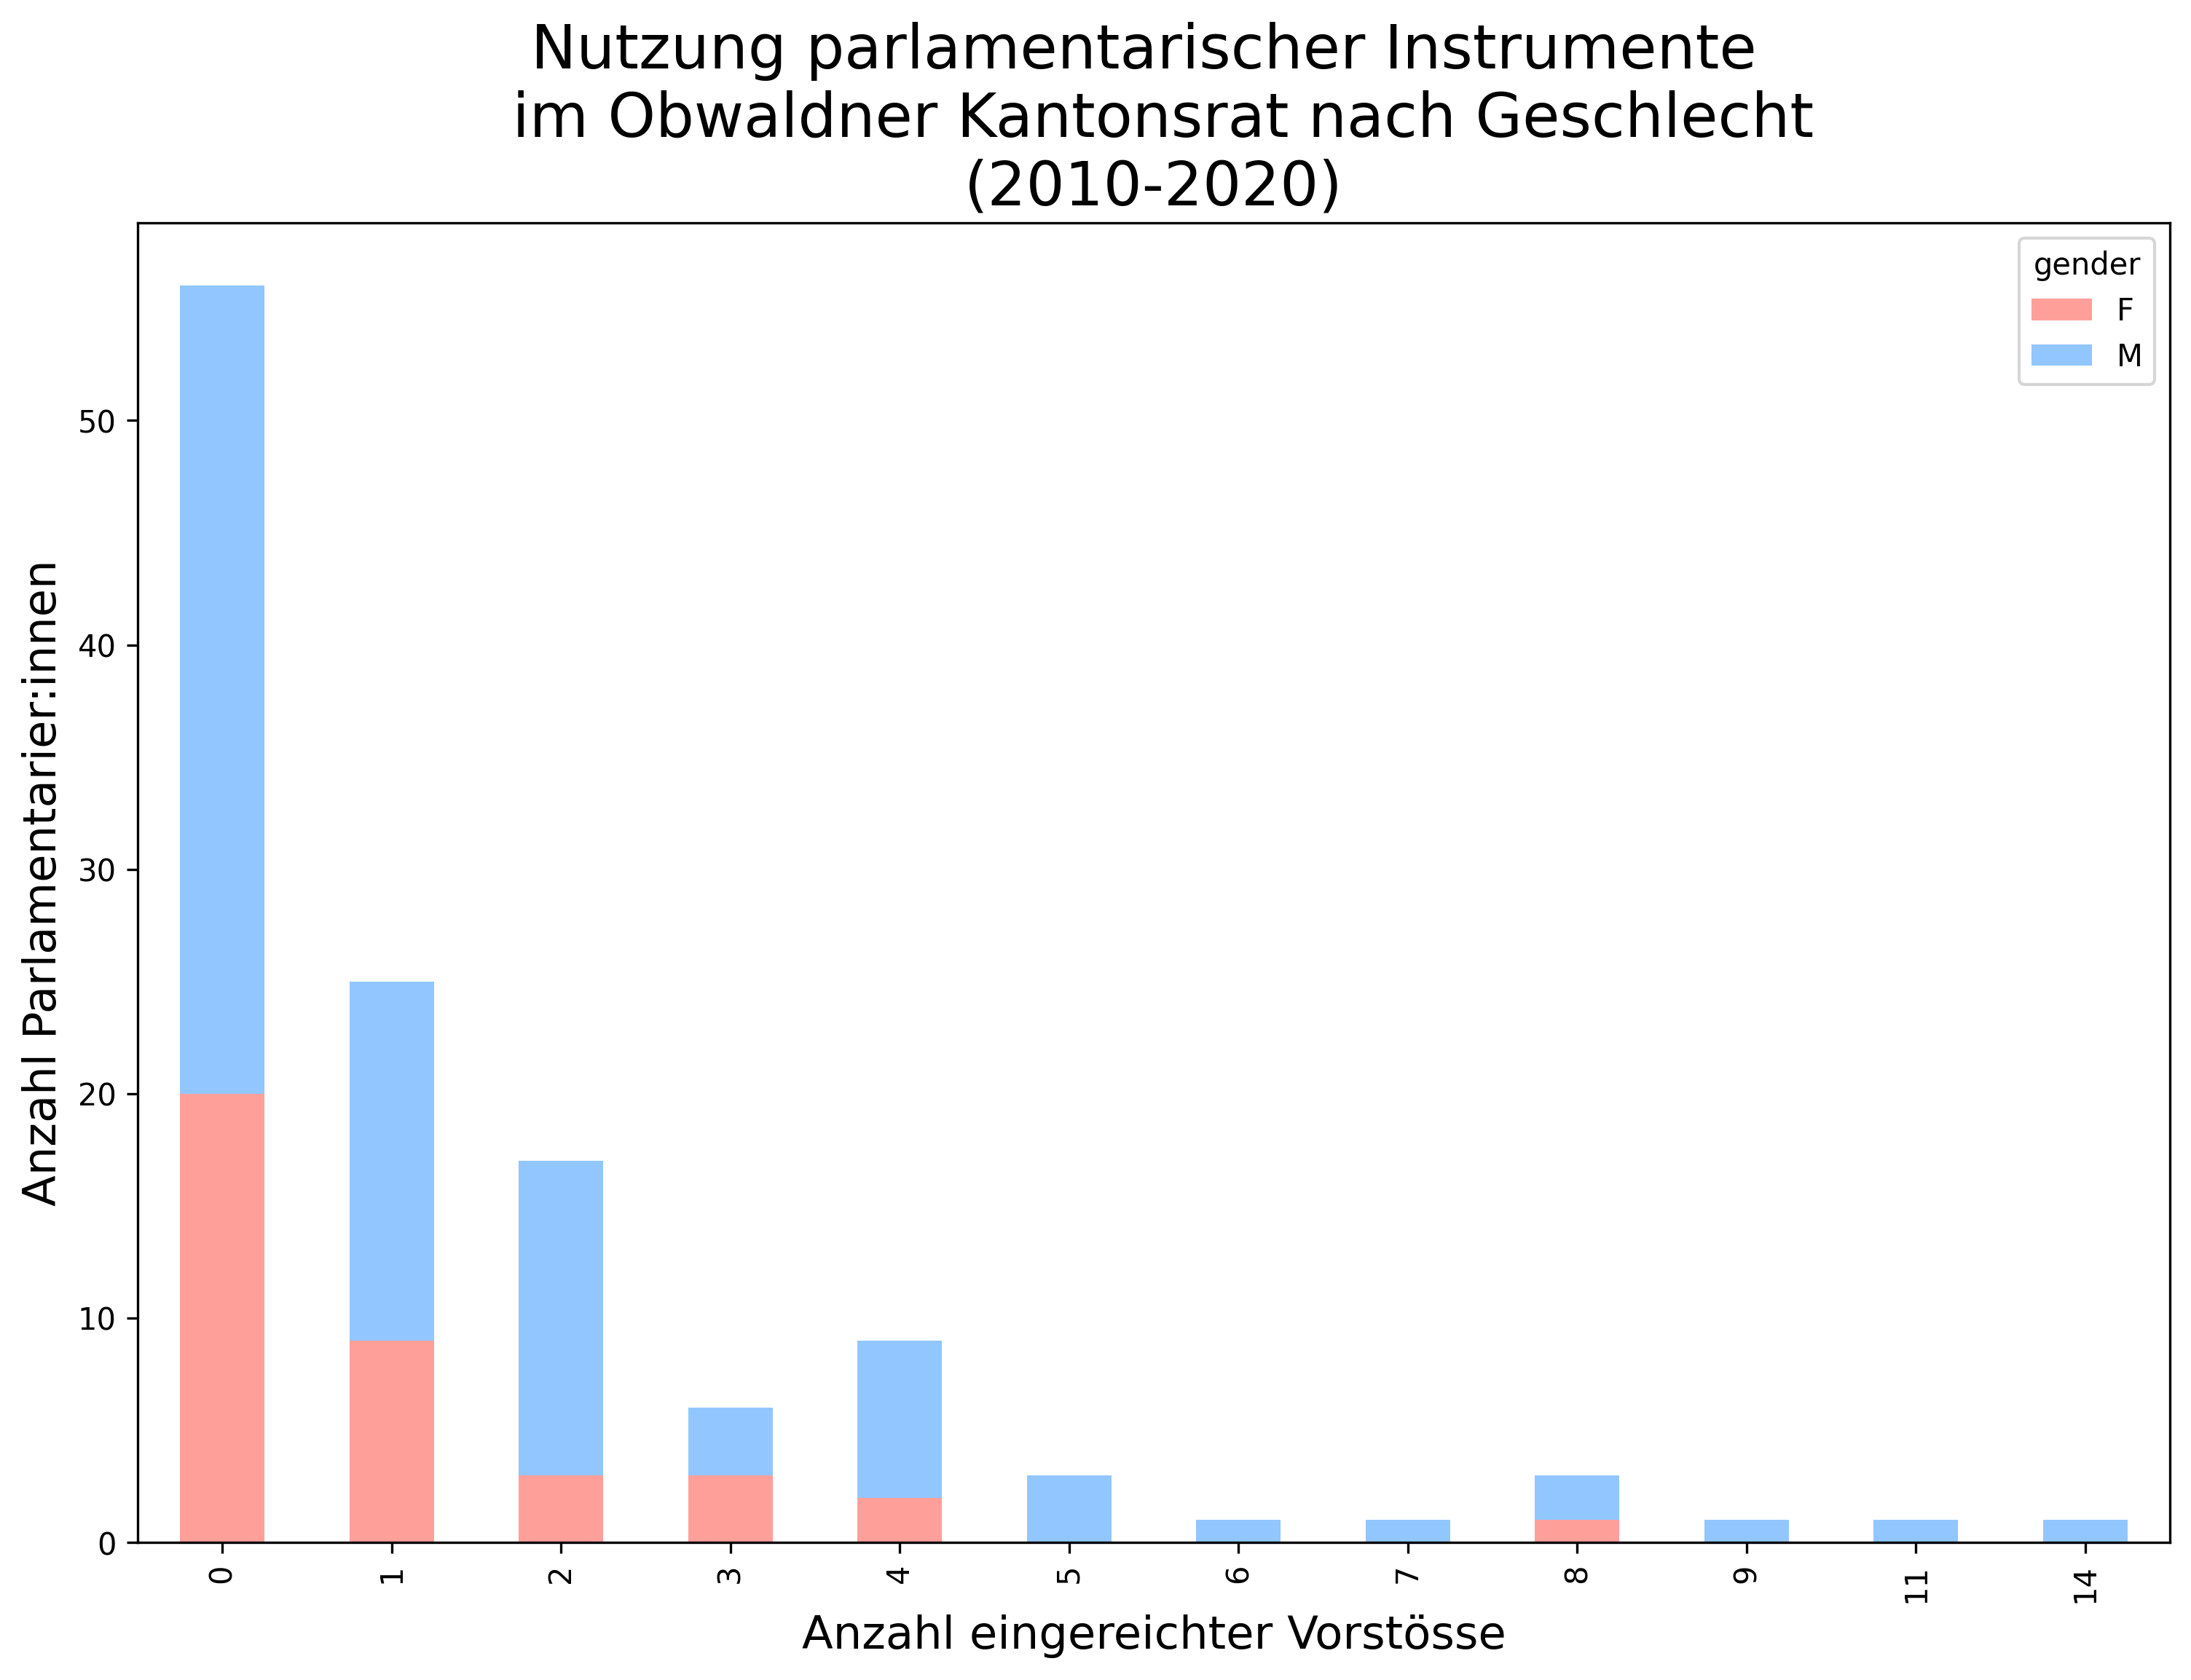 Nutzung parlamentarischer Instrumente
im Obwaldner Kantonsrat nach Geschlecht
(2010-2020)
gender
F
M
Anzahl Parlamentarier:innen
50
40
30
20
10
0
0 1 2 3 4 5 6 7 8 9 11 14
Anzahl eingereichter Vorstösse